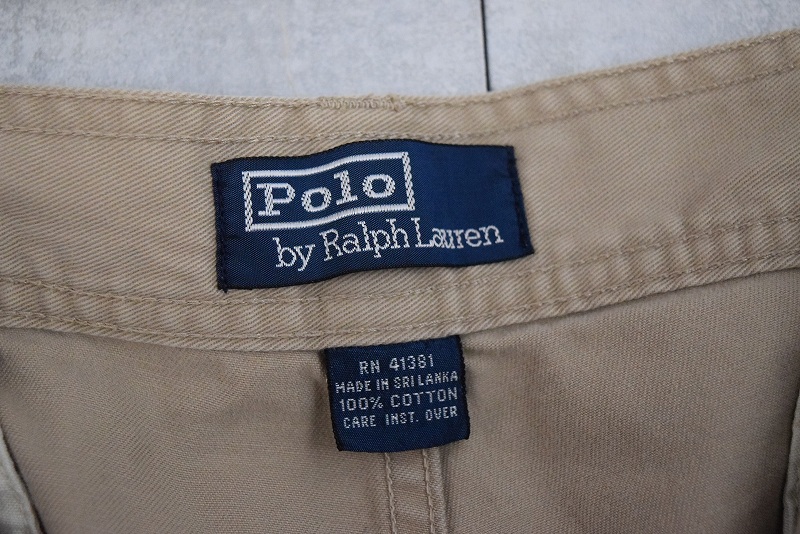 Polo
by Ralph Lauren
RN 41381
MADE IN SRI LANKA
100% COTTON
CARE INST. OVER